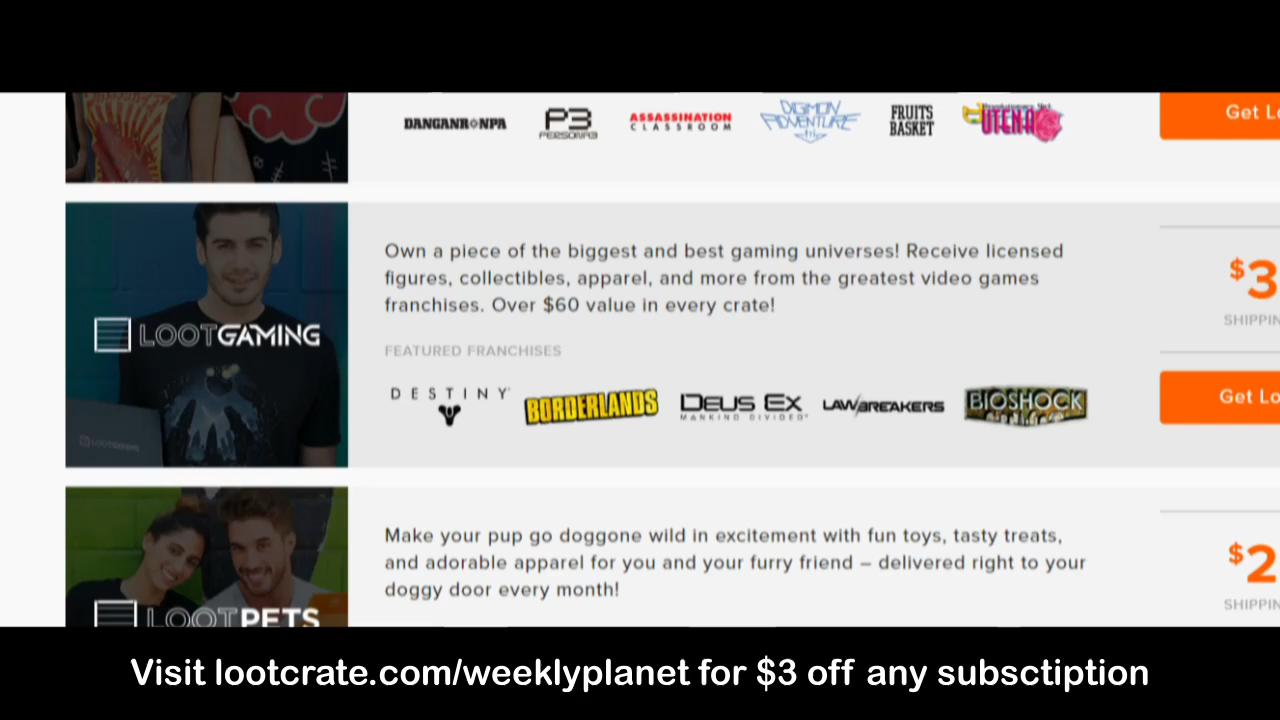 DANGANRONPA P3 PERSONA3 ASSASSINATION CLASSROOM DIGIMON ADVENTURE tri. FRUITS BASKET UTENA
Get Lo
Own a piece of the biggest and best gaming universes! Receive licensed
figures, collectibles, apparel, and more from the greatest video games
franchises. Over $60 value in every crate!
$3
SHIPPIN
LOOTGAMING
FEATURED FRANCHISES
DESTINY BORDERLANDS DEUS EX MANKIND DIVIDED LAWBREAKERS BIOSHOCK
Get Lo
Make your pup go doggone wild in excitement with fun toys, tasty treats,
and adorable apparel for you and your furry friend – delivered right to your
doggy door every month!
$2
SHIPPIN
LOOTPETS
Visit lootcrate.com/weeklyplanet for $3 off any subsctiption